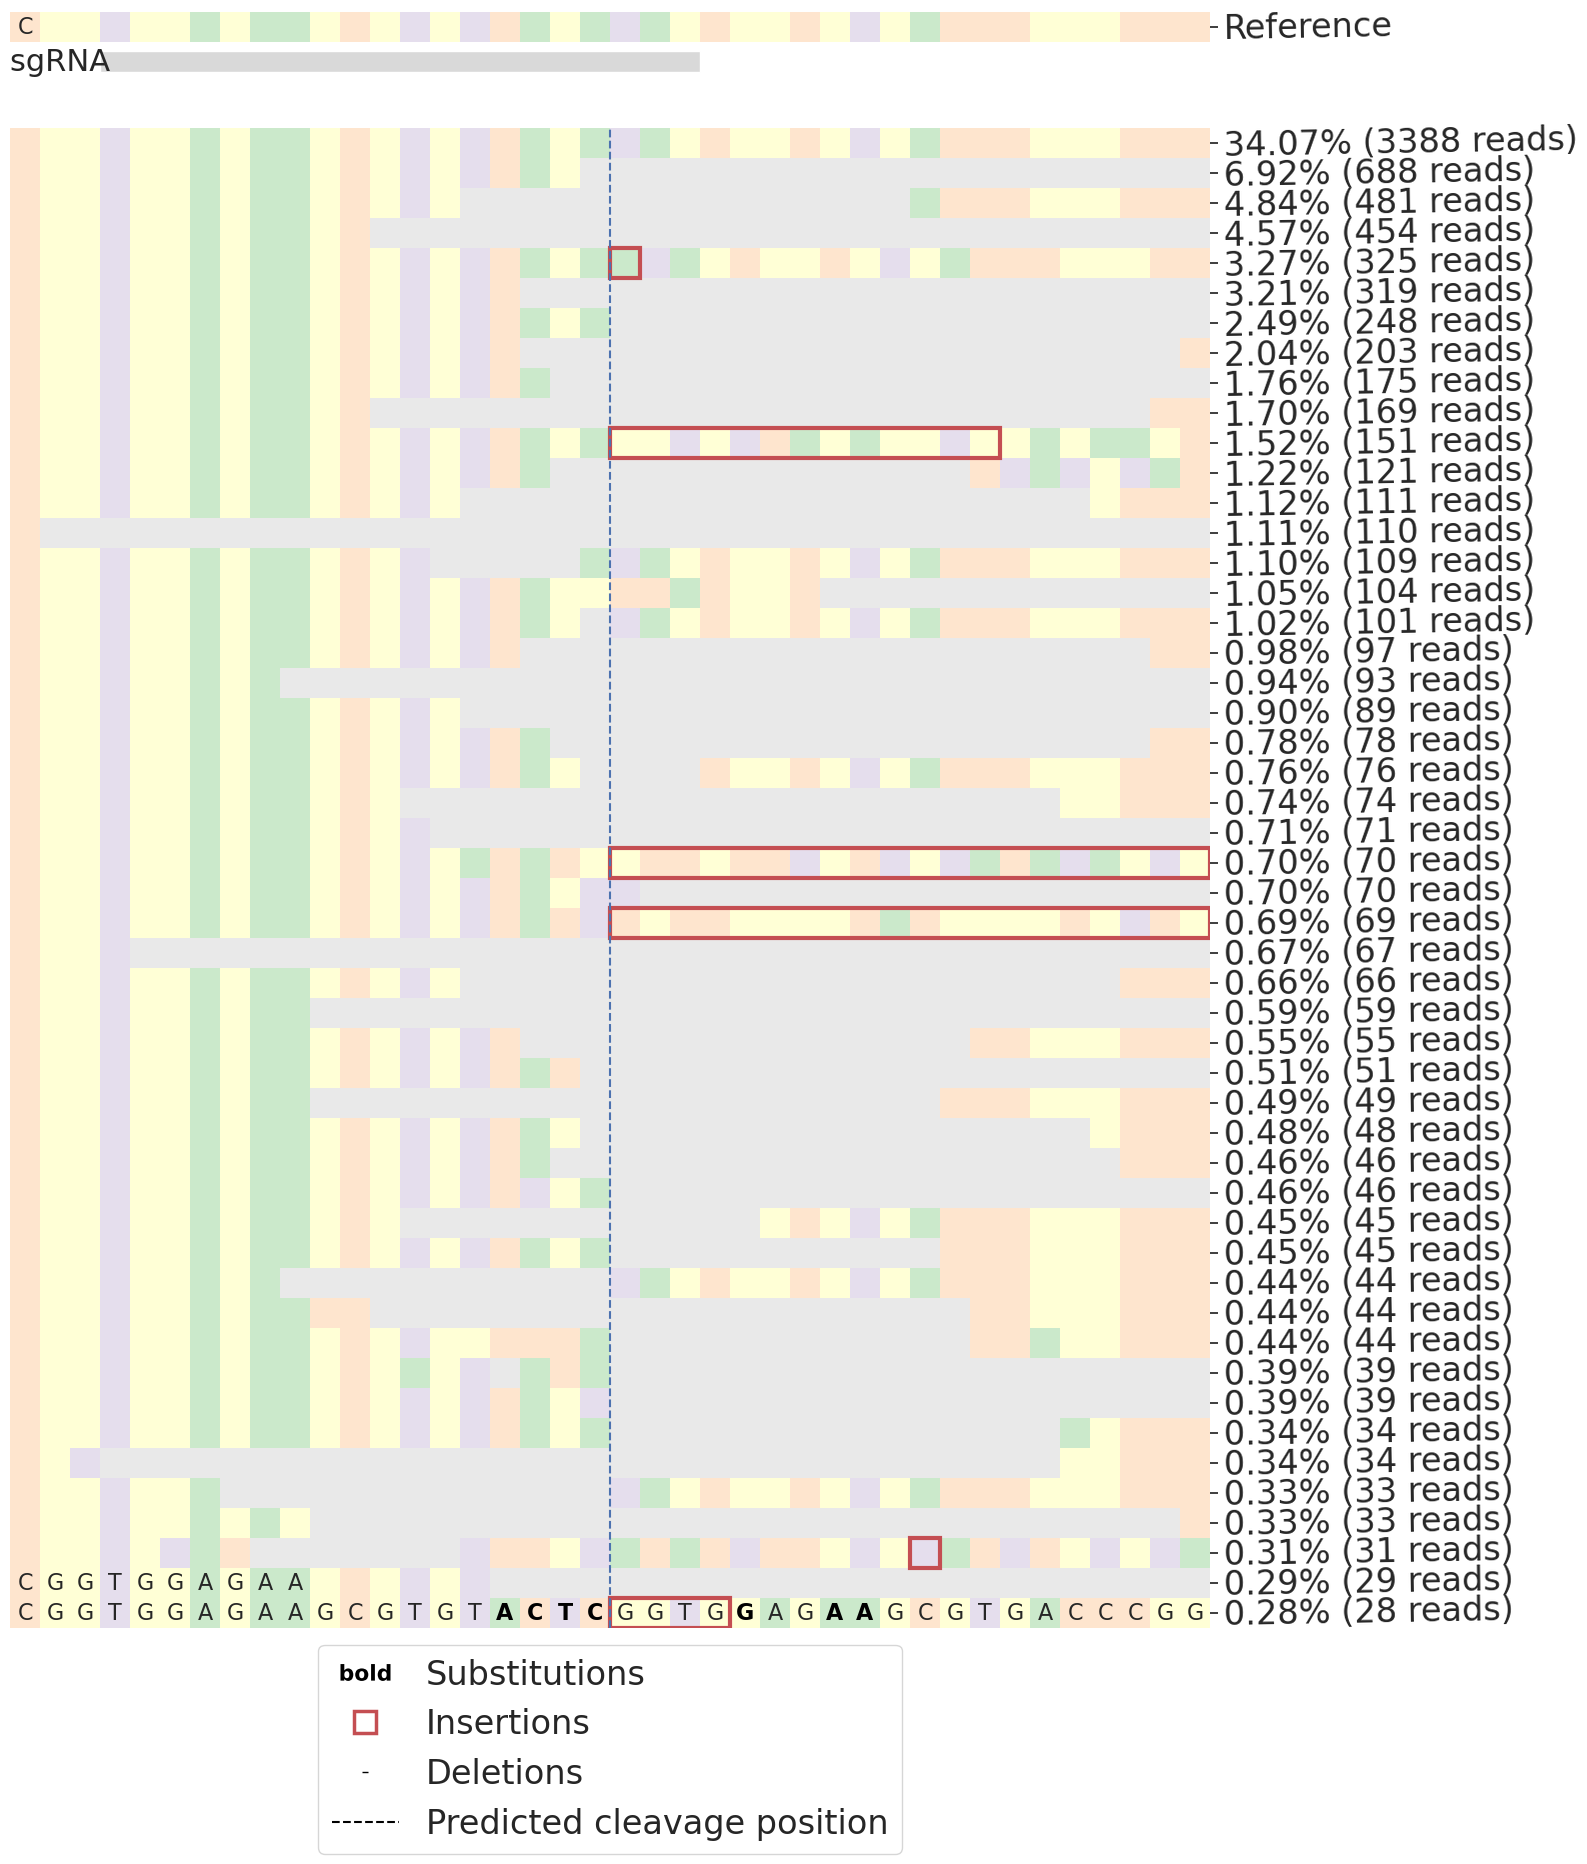 C Reference
sgRNA
34.07% (3388 reads)
6.92% (688 reads)
4.84% (481 reads)
4.57% (454 reads)
3.27% (325 reads)
3.21% (319 reads)
2.49% (248 reads)
2.04% (203 reads)
1.76% (175 reads)
1.70% (169 reads)
1.52% (151 reads)
1.22% (121 reads)
1.12% (111 reads)
1.11% (110 reads)
1.10% (109 reads)
1.05% (104 reads)
1.02% (101 reads)
0.98% (97 reads)
0.94% (93 reads)
0.90% (89 reads)
0.78% (78 reads)
0.76% (76 reads)
0.74% (74 reads)
0.71% (71 reads)
0.70% (70 reads)
0.70% (70 reads)
0.69% (69 reads)
0.67% (67 reads)
0.66% (66 reads)
0.59% (59 reads)
0.55% (55 reads)
0.51% (51 reads)
0.49% (49 reads)
0.48% (48 reads)
0.46% (46 reads)
0.46% (46 reads)
0.45% (45 reads)
0.45% (45 reads)
0.44% (44 reads)
0.44% (44 reads)
0.44% (44 reads)
0.39% (39 reads)
0.39% (39 reads)
0.34% (34 reads)
0.34% (34 reads)
0.33% (33 reads)
0.33% (33 reads)
0.31% (31 reads)
C G G T G G A G A A 0.29% (29 reads)
C G G T G G A G A A G C G T G T A C T C G G T G G A G A A G C G T G A C C C G G 0.28% (28 reads)
bold Substitutions
Insertions
- Deletions
Predicted cleavage position